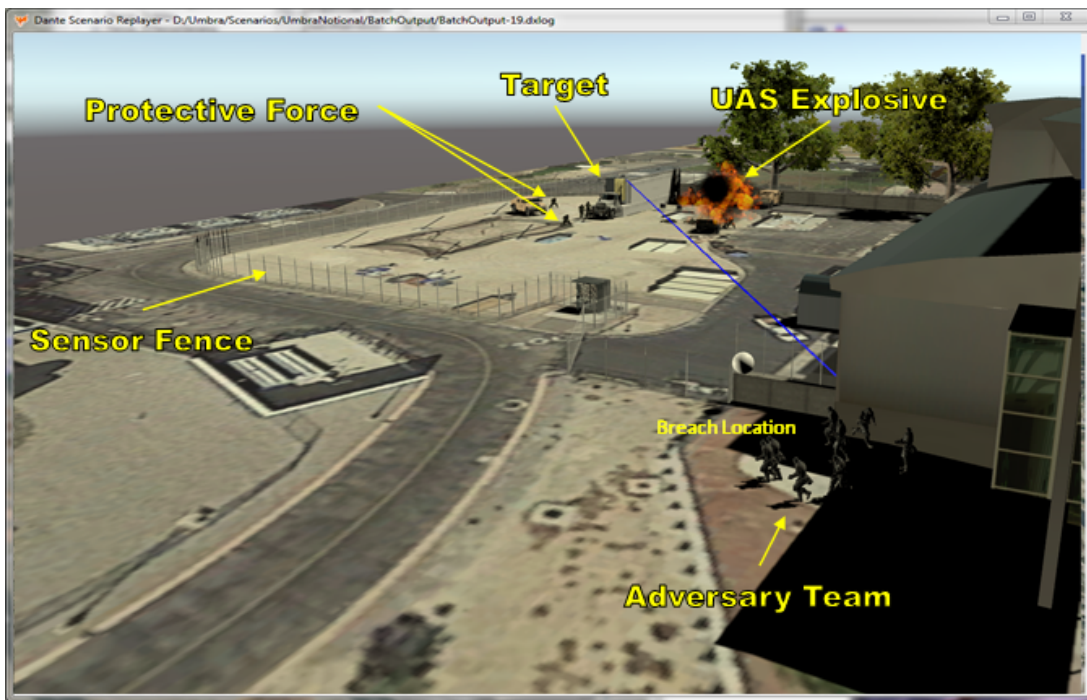 Dante Scenario Replayer - D:/Umbra/Scenarios/UmbraNotional/BatchOutput/BatchOutput-19.dxlog
Target
UAS Explosive
Protective Force
Sensor Fence
Breach Location
Adversary Team